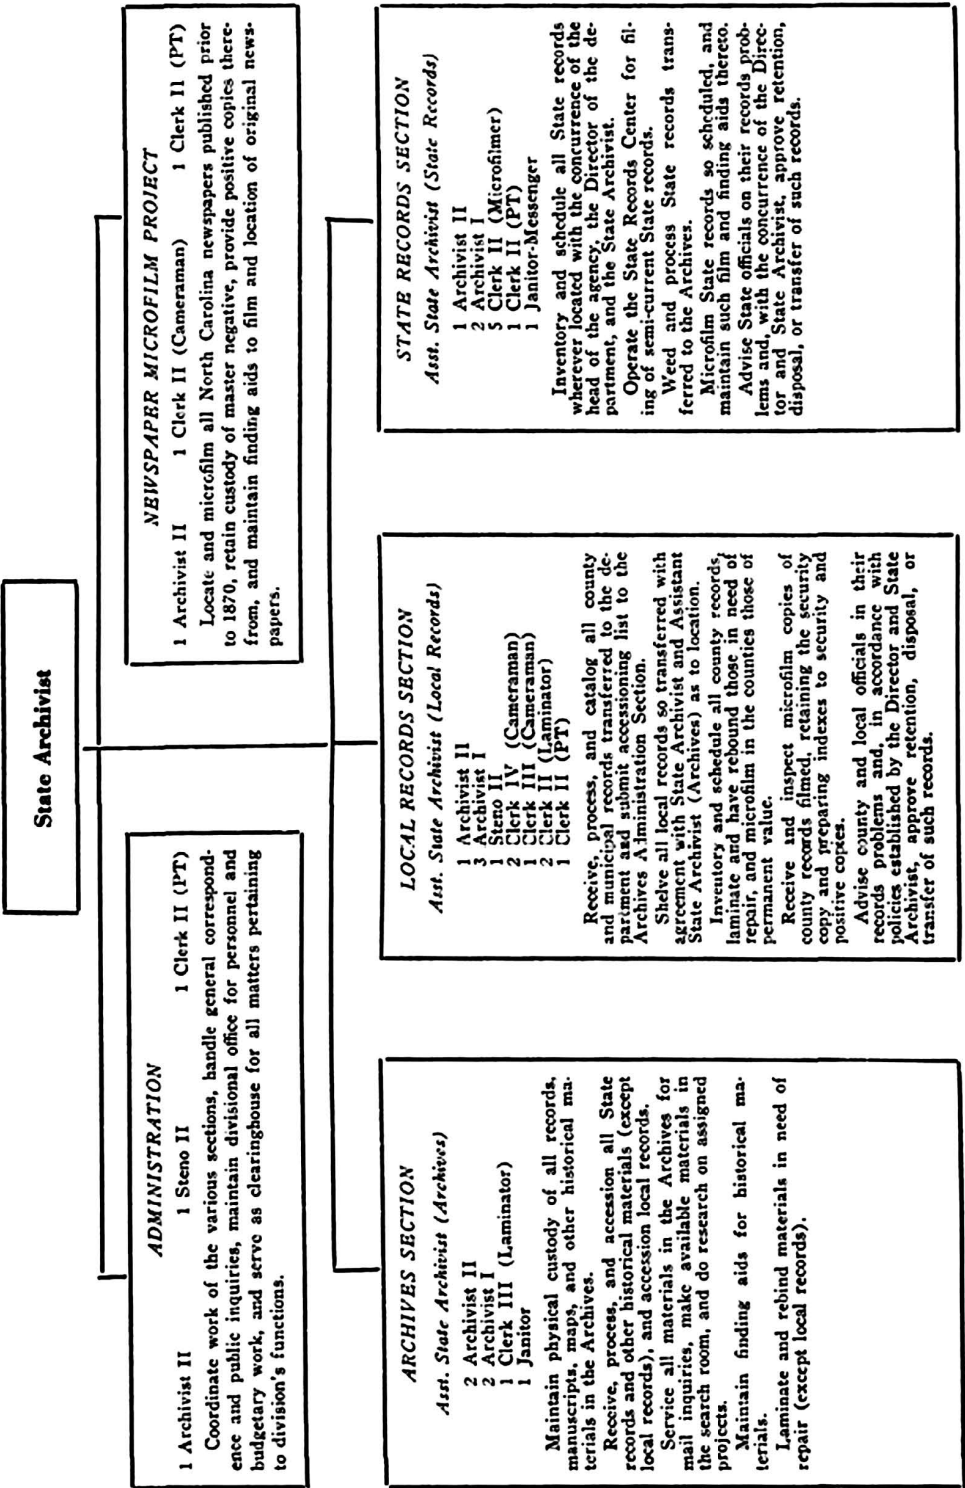 State Archivist
ADMINISTRATION
1 Archivist II 1 Steno II 1 Clerk II (PT)
Coordinate work of the various sections, handle general correspond-
ence and public inquiries, maintain divisional office for personnel and
budgetary work, and serve as clearinghouse for all matters pertaining
to division's functions.
NEWSPAPER MICROFILM PROJECT
1 Archivist II 1 Clerk II (Cameraman) 1 Clerk II (PT)
Locate and microfilm all North Carolina newspapers published prior
to 1870, retain custody of master negative, provide positive copies there-
from, and maintain finding aids to film and location of original news-
papers.
ARCHIVES SECTION
Asst. State Archivist (Archives)
2 Archivist II
2 Archivist I
1 Clerk III (Laminator)
1 Janitor
Maintain physical custody of all records,
manuscripts, maps, and other historical ma-
terials in the Archives.
Receive, process, and accession all State
records and other historical materials (except
local records), and accession local records.
Service all materials in the Archives for
mail inquiries, make available materials in
the search room, and do research on assigned
projects.
Maintain finding aids for historical ma-
terials.
Laminate and rebind materials in need of
repair (except local records).
LOCAL RECORDS SECTION
Asst. State Archivist (Local Records)
1 Archivist II
3 Archivist I
1 Steno II
2 Clerk IV (Cameraman)
1 Clerk III (Cameraman)
2 Clerk II (Laminator)
1 Clerk II (PT)
Receive, process, and catalog all county
and municipal records transferred to the de-
partment and submit accessioning list to the
Archives Administration Section.
Shelve all local records so transferred with
agreement with State Archivist and Assistant
State Archivist (Archives) as to location.
Inventory and schedule all county records,
laminate and have rebound those in need of
repair, and microfilm in the counties those of
permanent value.
Receive and inspect microfilm copies of
county records filmed, retaining the security
copy and preparing indexes to security and
positive copies.
Advise county and local officials in their
records problems and, in accordance with
policies established by the Director and State
Archivist, approve retention, disposal, or
transfer of such records.
STATE RECORDS SECTION
Asst. State Archivist (State Records)
1 Archivist II
2 Archivist I
5 Clerk II (Microfilmer)
1 Clerk II (PT)
1 Janitor-Messenger
Inventory and schedule all State records
wherever located with the concurrence of the
head of the agency, the Director of the de-
partment, and the State Archivist.
Operate the State Records Center for fil-
ing of semi-current State records.
Weed and process State records trans-
ferred to the Archives.
Microfilm State records so scheduled, and
maintain such film and finding aids thereto.
Advise State officials on their records prob-
lems and, with the concurrence of the Direc-
tor and State Archivist, approve retention,
disposal, or transfer of such records.